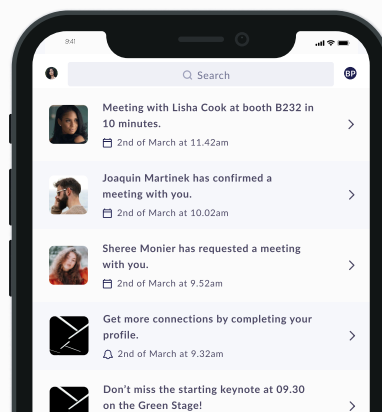 9:41
Search
BP
Meeting with Lisha Cook at booth B232 in
10 minutes.
2nd of March at 11.42am
Joaquin Martinek has confirmed a
meeting with you.
2nd of March at 10.02am
Sheree Monier has requested a meeting
with you.
2nd of March at 9.52am
Get more connections by completing your
profile.
2nd of March at 9.32am
Don't miss the starting keynote at 09.30
on the Green Stage!